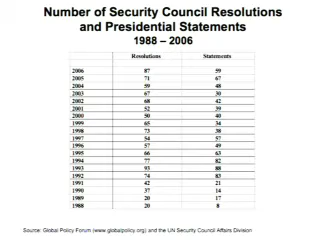 Number of Security Council Resolutions
and Presidential Statements
1988 – 2006
Resolutions Statements
2006 87 59
2005 71 67
2004 59 48
2003 67 30
2002 68 42
2001 52 39
2000 50 40
1999 65 34
1998 73 38
1997 54 57
1996 57 49
1995 66 63
1994 77 82
1993 93 88
1992 74 83
1991 42 21
1990 37 14
1989 20 17
1988 20 8
Source: Global Policy Forum (www.globalpolicy.org) and the UN Security Council Affairs Division